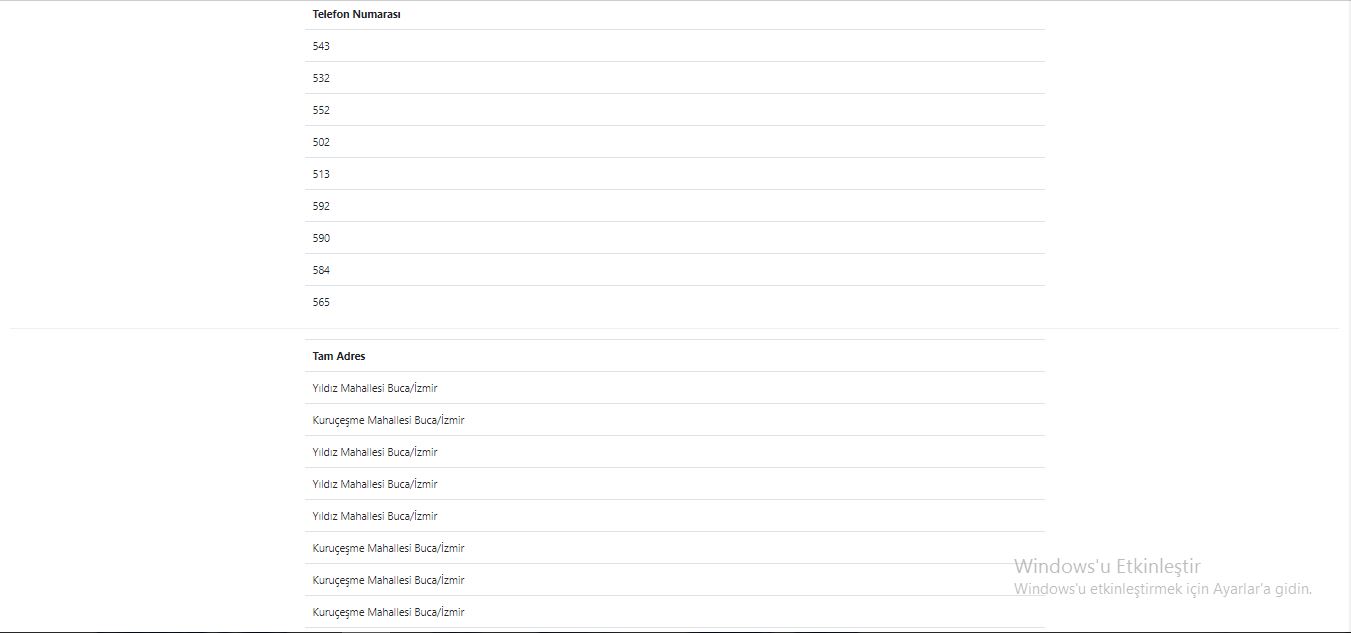 Telefon Numarası
543
532
552
502
513
592
590
584
565
Tam Adres
Yıldız Mahallesi Buca/İzmir
Kuruçeşme Mahallesi Buca/İzmir
Yıldız Mahallesi Buca/İzmir
Yıldız Mahallesi Buca/İzmir
Yıldız Mahallesi Buca/İzmir
Kuruçeşme Mahallesi Buca/İzmir
Kuruçeşme Mahallesi Buca/İzmir
Kuruçeşme Mahallesi Buca/İzmir
Windows'u Etkinleştir
Windows'u etkinleştirmek için Ayarlar'a gidin.